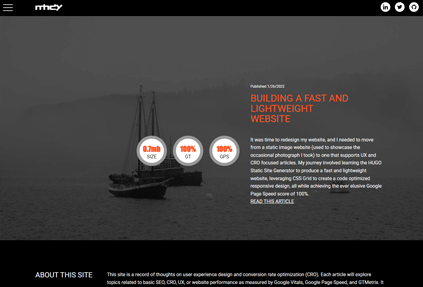 mhdy
Published 1/26/2022
BUILDING A FAST AND
LIGHTWEIGHT
WEBSITE
0.7mb
SIZE
100%
GT
100%
GPS
It was time to redesign my website, and I needed to move
from a static image website (used to showcase the
occasional photograph I took) to one that supports UX and
CRO focused articles. My journey involved learning the HUGO
Static Site Generator to produce a fast and lightweight
website, leveraging CSS Grid to create a code optimized
responsive design, all while achieving the ever elusive Google
Page Speed score of 100%.
READ THIS ARTICLE
ABOUT THIS SITE
This site is a record of thoughts on user experience design and conversion rate optimization (CRO). Each article will explore
topics related to basic SEO, CRO, UX, or website performance as measured by Google Vitals, Google Page Speed, and GTMetrix. It